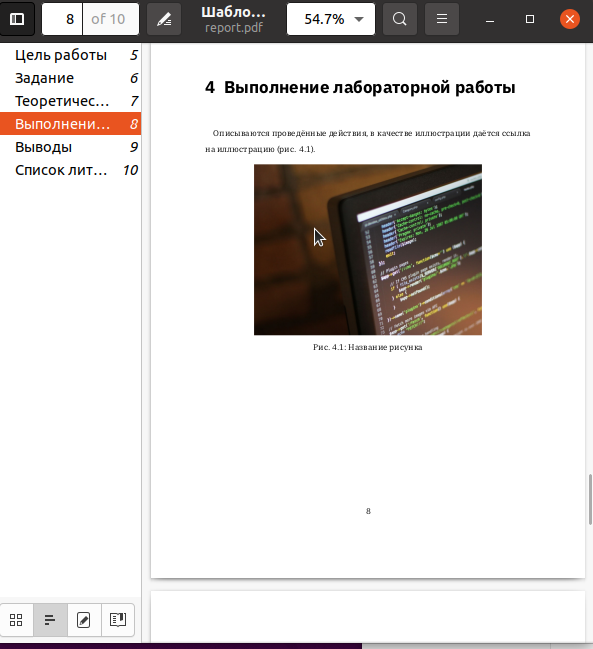 8 of 10
Шабло...
report.pdf
54.7%
Цель работы 5
Задание 6
Теоретичес... 7
Выполнени... 8
Выводы 9
Список лит... 10
4 Выполнение лабораторной работы
Описываются проведённые действия, в качестве иллюстрации даётся ссылка
на иллюстрацию (рис. 4.1).
Рис. 4.1: Название рисунка
8